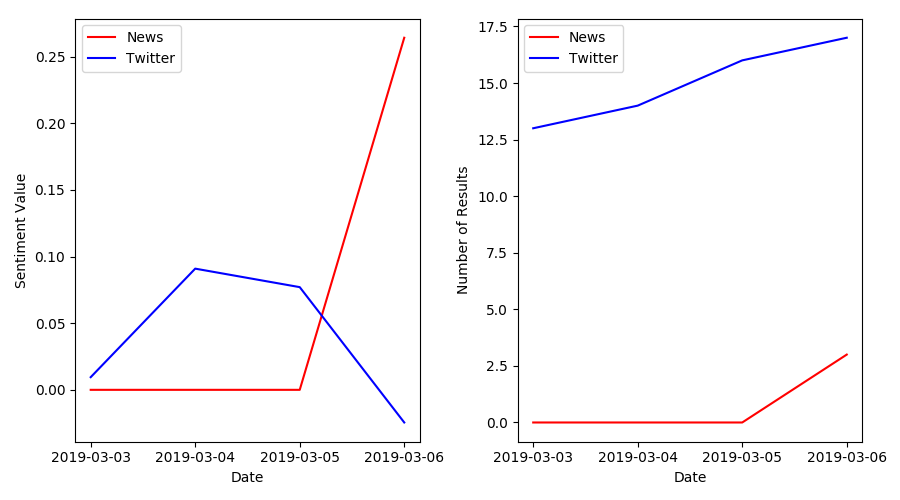 News
Twitter
0.25
0.20
0.15
0.10
0.05
0.00
Sentiment Value
2019-03-03 2019-03-04 2019-03-05 2019-03-06
Date
News
Twitter
17.5
15.0
12.5
10.0
7.5
5.0
2.5
0.0
Number of Results
2019-03-03 2019-03-04 2019-03-05 2019-03-06
Date